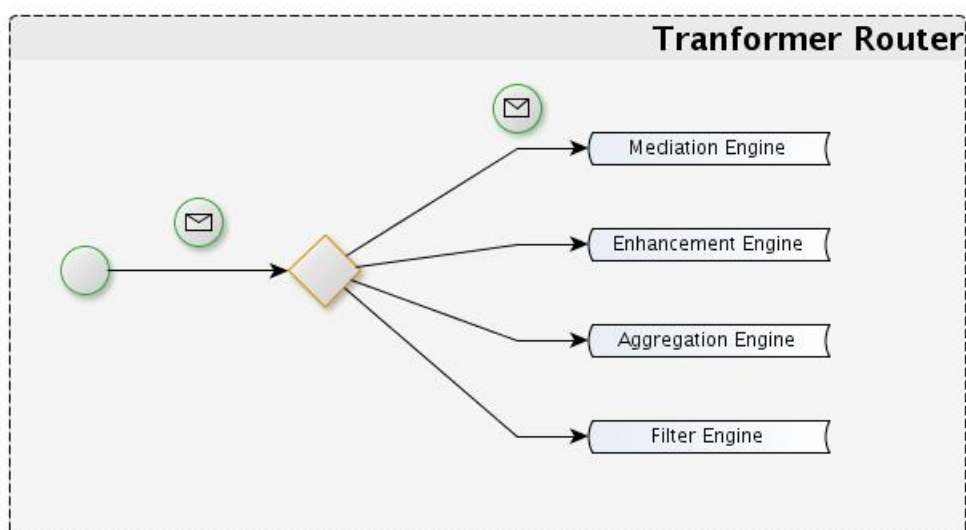 Tranformer Router
Mediation Engine
Enhancement Engine
Aggregation Engine
Filter Engine